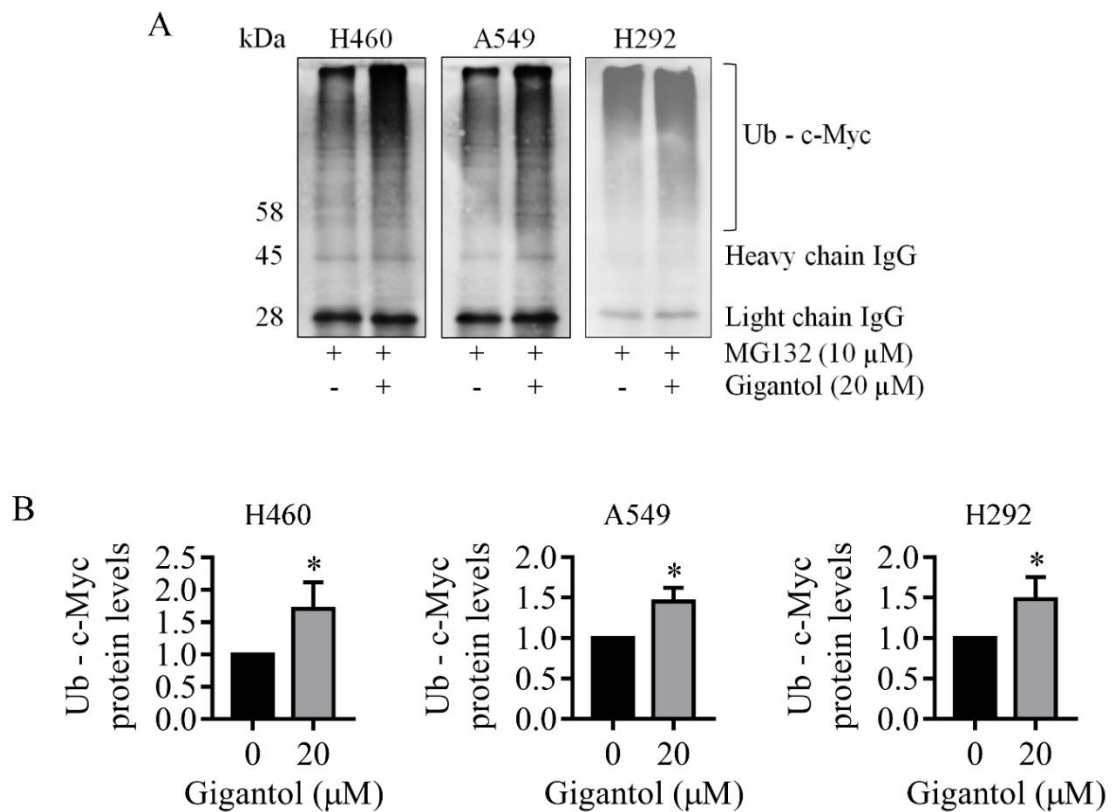 A
kDa H460 A549 H292
Ub - c-Myc
58
45 Heavy chain IgG
28 Light chain IgG
+ + + + + + MG132 (10 µM)
- + - + - + Gigantol (20 µM)
B
H460
Ub - c-Myc
protein levels
2.5
2.0
1.5
1.0
0.5
0.0
*
0 20
Gigantol (µM)
A549
Ub - c-Myc
protein levels
2.0
1.5
1.0
0.5
0.0
*
0 20
Gigantol (µM)
H292
Ub - c-Myc
protein levels
2.0
1.5
1.0
0.5
0.0
*
0 20
Gigantol (µM)